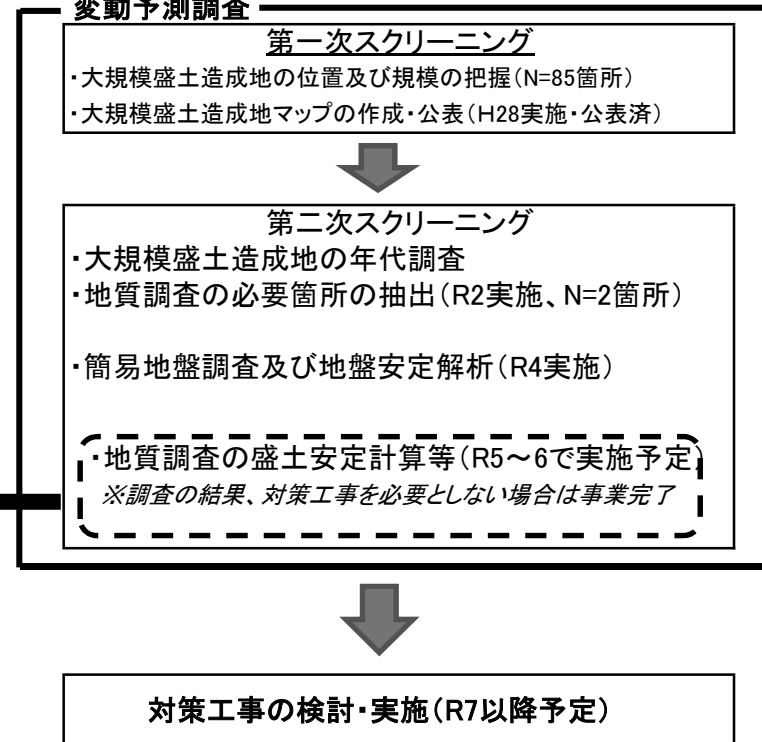 変動予測調査
第一次スクリーニング
・大規模盛土造成地の位置及び規模の把握（N=85箇所）
・大規模盛土造成地マップの作成・公表（H28実施・公表済）
第二次スクリーニング
・大規模盛土造成地の年代調査
・地質調査の必要箇所の抽出（R2実施、N=2箇所）
・簡易地盤調査及び地盤安定解析（R4実施）
・地質調査の盛土安定計算等（R5～6で実施予定）
※調査の結果、対策工事を必要としない場合は事業完了
対策工事の検討・実施（R7以降予定）